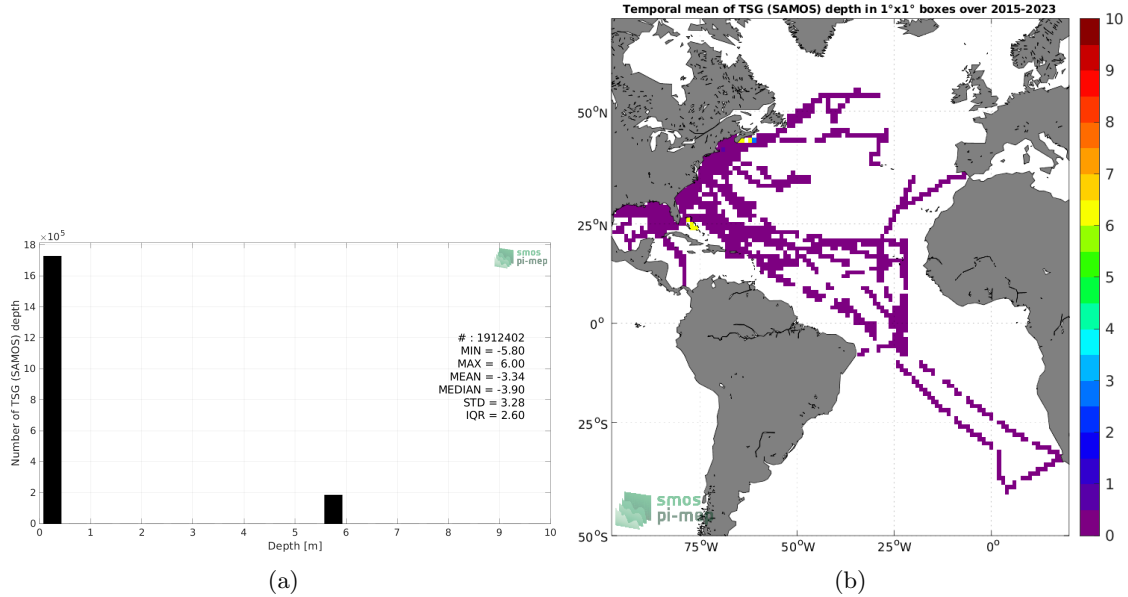 Temporal mean of TSG (SAMOS) depth in 1°x1° boxes over 2015-2023
×10⁵
18
16
14
12
10
8
6
4
2
0
Number of TSG (SAMOS) depth
smos
pi-mep
# : 1912402
MIN = -5.80
MAX = 6.00
MEAN = -3.34
MEDIAN = -3.90
STD = 3.28
IQR = 2.60
0 1 2 3 4 5 6 7 8 9 10
Depth [m]
(a)
50°N
25°N
0°
25°S
50°S
75°W 50°W 25°W 0°
smos
pi-mep
10
9
8
7
6
5
4
3
2
1
0
(b)